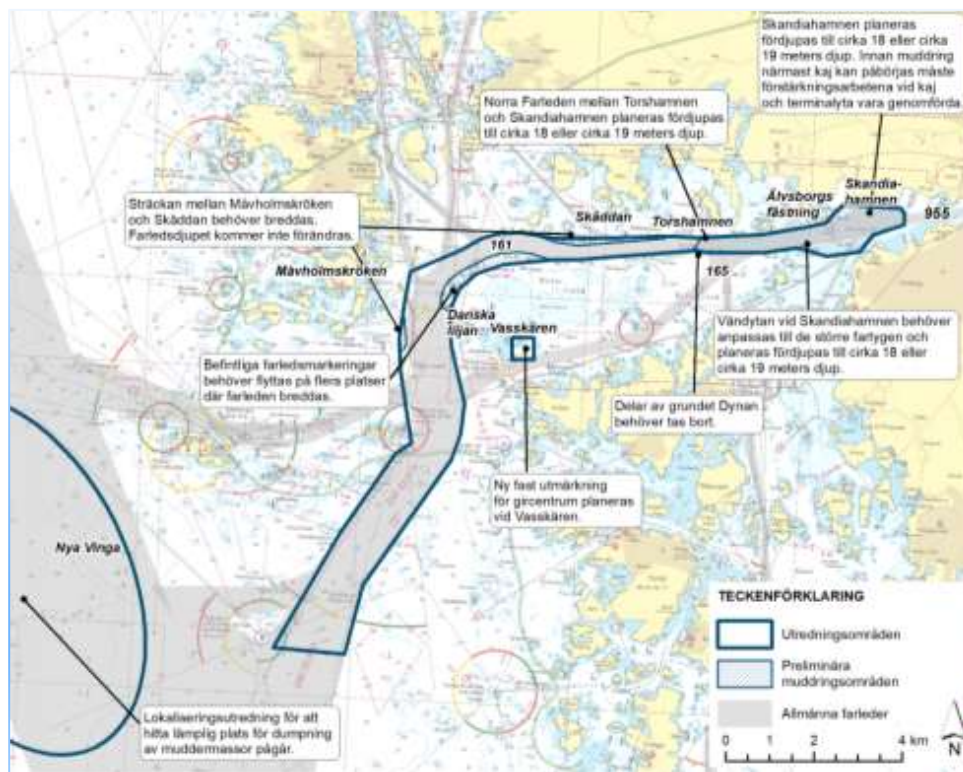 Skandiahamnen planeras
fördjupas till cirka 18 eller cirka
19 meters djup. Innan muddring
närmast kaj kan påbörjas måste
förstärkningsarbetena vid kaj
och terminalyta vara genomförda.
Norra Farleden mellan Torshamnen
och Skandiahamnen planeras fördjupas
till cirka 18 eller cirka 19 meters djup.
Sträckan mellan Måvholmskröken
och Skäddan behöver breddas.
Farledsdjupet kommer inte förändras.
Skäddan
Torshamnen
Älvsborgs
fästning
Skandia-
hamnen
955
161
165
Måvholmskröken
Danska
liljan
Vasskären
Befintliga farledsmarkeringar
behöver flyttas på flera platser
där farleden breddas.
Vändytan vid Skandiahamnen behöver
anpassas till de större fartygen och
planeras fördjupas till cirka 18 eller
cirka 19 meters djup.
Delar av grundet Dynan
behöver tas bort.
Ny fast utmärkning
för gircentrum planeras
vid Vasskären.
Nya Vinga
Lokaliseringsutredning för att
hitta lämplig plats för dumpning
av muddermassor pågår.
TECKENFÖRKLARING
Utredningsområden
Preliminära
muddringsområden
Allmänna farleder
0 1 2 4 km
N